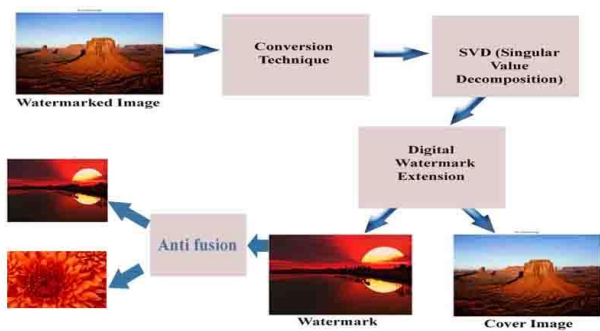 Conversion
Technique
SVD (Singular
Value
Decomposition)
Watermarked Image
Digital
Watermark
Extension
Anti fusion
Watermark
Cover Image